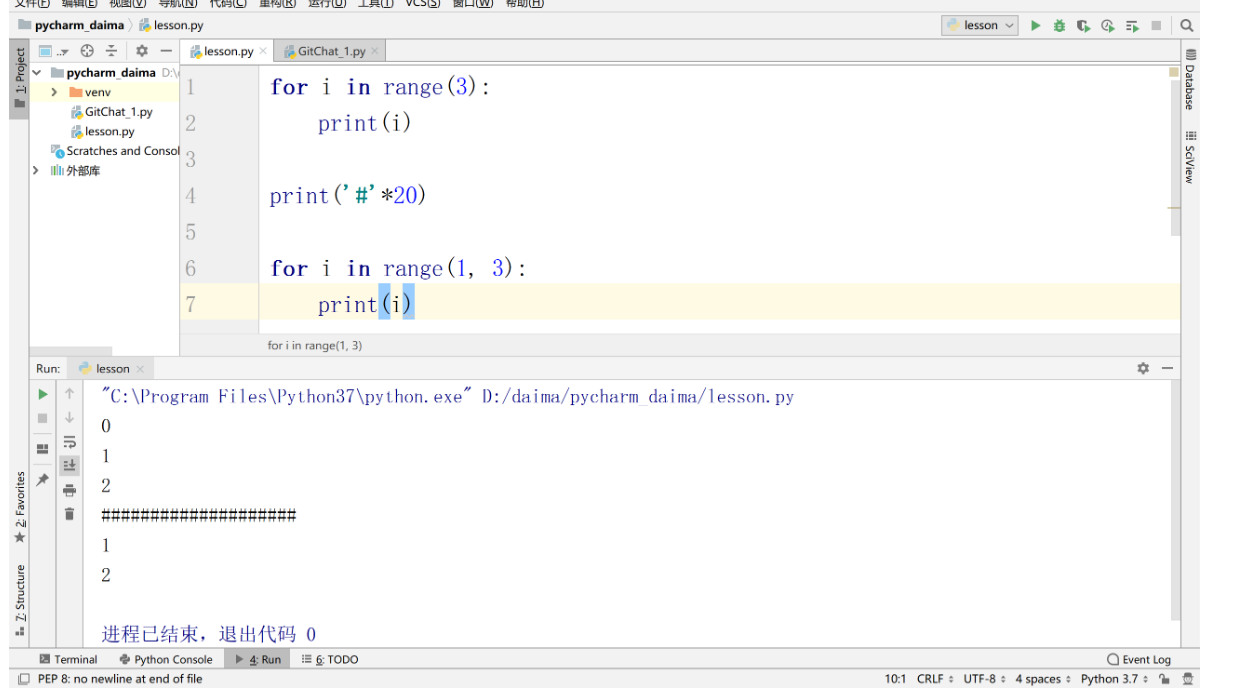 文件(F) 编辑(E) 视图(V) 导航(N) 代码(C) 重构(R) 运行(U) 工具(T) VCS(S) 窗口(W) 帮助(H)
pycharm_daima lesson.py lesson
1: Project
lesson.py GitChat_1.py
pycharm_daima D:\
venv
GitChat_1.py
lesson.py
Scratches and Consol
外部库
1 for i in range(3):
2 print(i)
3
4 print('#'*20)
5
6 for i in range(1, 3):
7 print(i)
for i in range(1, 3)
Database
SciView
Run: lesson
"C:\Program Files\Python37\python.exe" D:/daima/pycharm_daima/lesson.py
0
1
2
####################
1
2
进程已结束，退出代码 0
2: Favorites
7: Structure
Terminal Python Console 4: Run 6: TODO Event Log
PEP 8: no newline at end of file 10:1 CRLF UTF-8 4 spaces Python 3.7